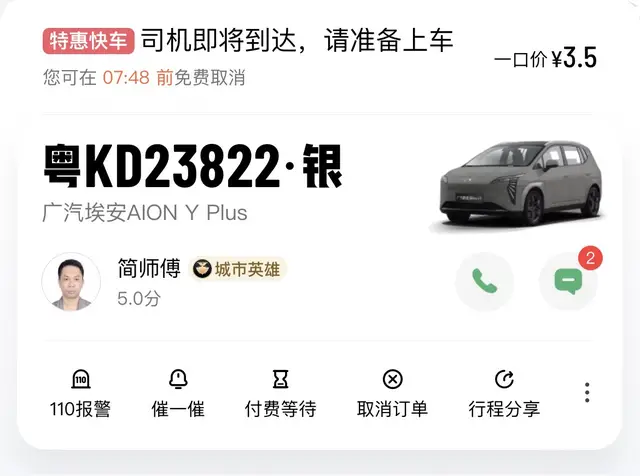 特惠快车 司机即将到达，请准备上车
您可在 07:48 前免费取消
一口价 ¥3.5
粤KD23822·银
广汽埃安AION Y Plus
简师傅 城市英雄
5.0分
2
110
110报警 催一催 付费等待 取消订单 行程分享